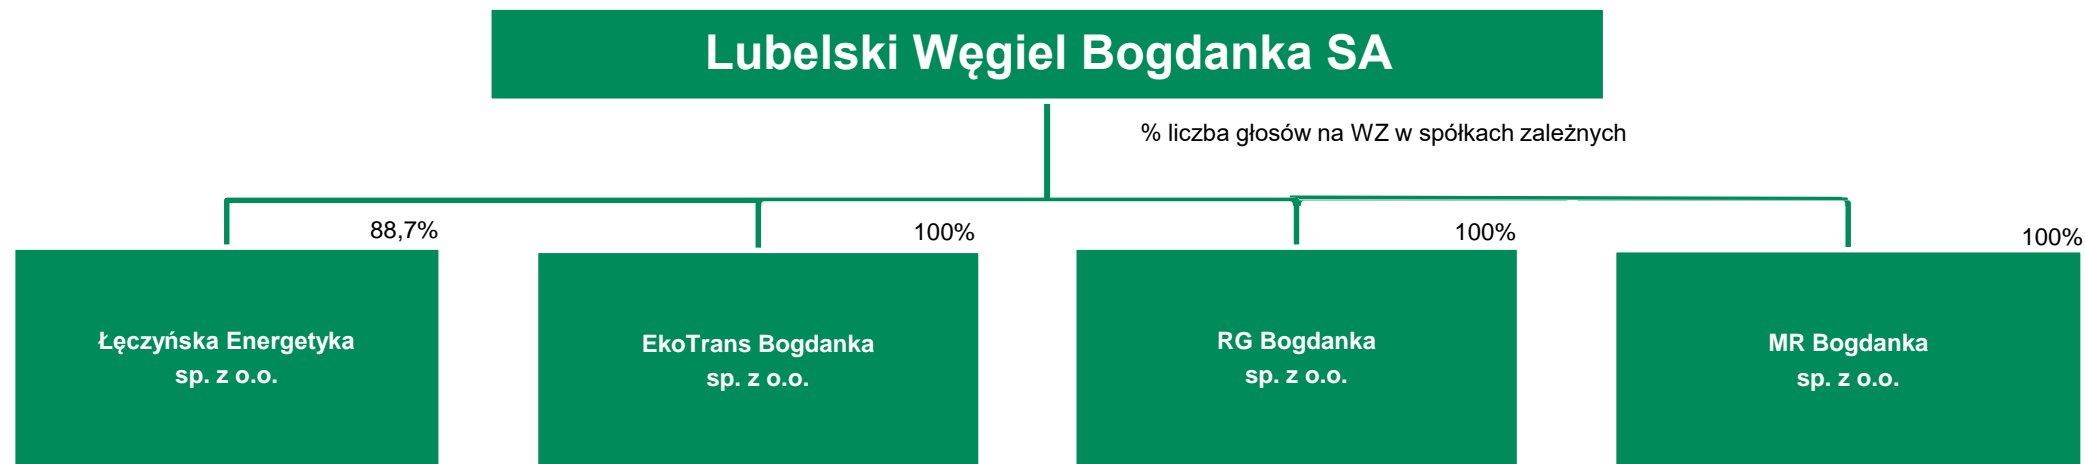 Lubelski Węgiel Bogdanka SA
% liczba głosów na WZ w spółkach zależnych
88,7%
100%
100%
100%
Łęczyńska Energetyka
sp. z o.o.
EkoTrans Bogdanka
sp. z o.o.
RG Bogdanka
sp. z o.o.
MR Bogdanka
sp. z o.o.